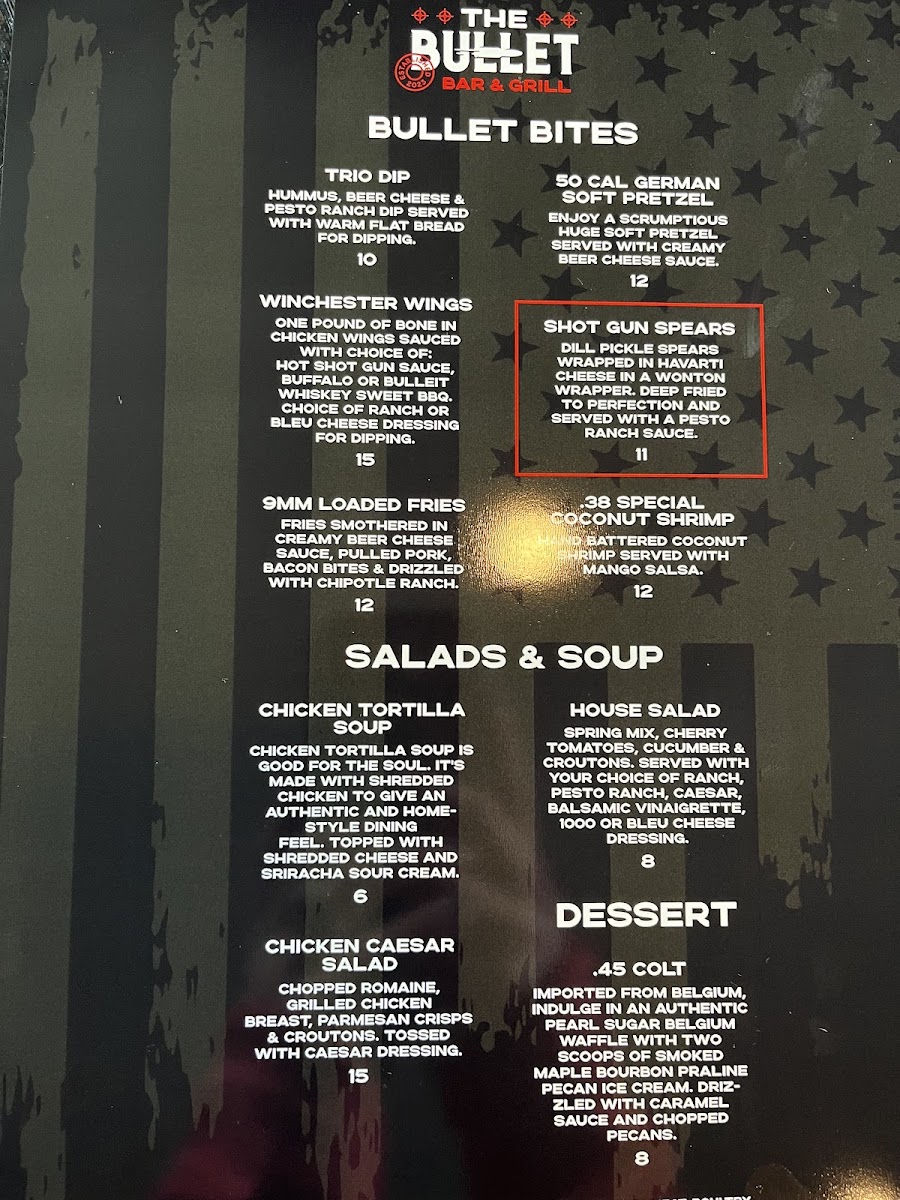 THE
BULLET
BAR & GRILL
ESTABLISHED 2023
BULLET BITES
TRIO DIP
HUMMUS, BEER CHEESE &
PESTO RANCH DIP SERVED
WITH WARM FLAT BREAD
FOR DIPPING.
10
50 CAL GERMAN
SOFT PRETZEL
ENJOY A SCRUMPTIOUS
HUGE SOFT PRETZEL
SERVED WITH CREAMY
BEER CHEESE SAUCE.
12
WINCHESTER WINGS
ONE POUND OF BONE IN
CHICKEN WINGS SAUCED
WITH CHOICE OF:
HOT SHOT GUN SAUCE,
BUFFALO OR BULLEIT
WHISKEY SWEET BBQ.
CHOICE OF RANCH OR
BLEU CHEESE DRESSING
FOR DIPPING.
15
SHOT GUN SPEARS
DILL PICKLE SPEARS
WRAPPED IN HAVARTI
CHEESE IN A WONTON
WRAPPER. DEEP FRIED
TO PERFECTION AND
SERVED WITH A PESTO
RANCH SAUCE.
11
9MM LOADED FRIES
FRIES SMOTHERED IN
CREAMY BEER CHEESE
SAUCE, PULLED PORK,
BACON BITES & DRIZZLED
WITH CHIPOTLE RANCH.
12
.38 SPECIAL
COCONUT SHRIMP
HAND BATTERED COCONUT
SHRIMP SERVED WITH
MANGO SALSA.
12
SALADS & SOUP
CHICKEN TORTILLA
SOUP
CHICKEN TORTILLA SOUP IS
GOOD FOR THE SOUL. IT'S
MADE WITH SHREDDED
CHICKEN TO GIVE AN
AUTHENTIC AND HOME-
STYLE DINING
FEEL. TOPPED WITH
SHREDDED CHEESE AND
SRIRACHA SOUR CREAM.
6
HOUSE SALAD
SPRING MIX, CHERRY
TOMATOES, CUCUMBER &
CROUTONS. SERVED WITH
YOUR CHOICE OF RANCH,
PESTO RANCH, CAESAR,
BALSAMIC VINAIGRETTE,
1000 OR BLEU CHEESE
DRESSING.
8
CHICKEN CAESAR
SALAD
CHOPPED ROMAINE,
GRILLED CHICKEN
BREAST, PARMESAN CRISPS
& CROUTONS. TOSSED
WITH CAESAR DRESSING.
15
DESSERT
.45 COLT
IMPORTED FROM BELGIUM,
INDULGE IN AN AUTHENTIC
PEARL SUGAR BELGIUM
WAFFLE WITH TWO
SCOOPS OF SMOKED
MAPLE BOURBON PRALINE
PECAN ICE CREAM. DRIZ-
ZLED WITH CARAMEL
SAUCE AND CHOPPED
PECANS.
8